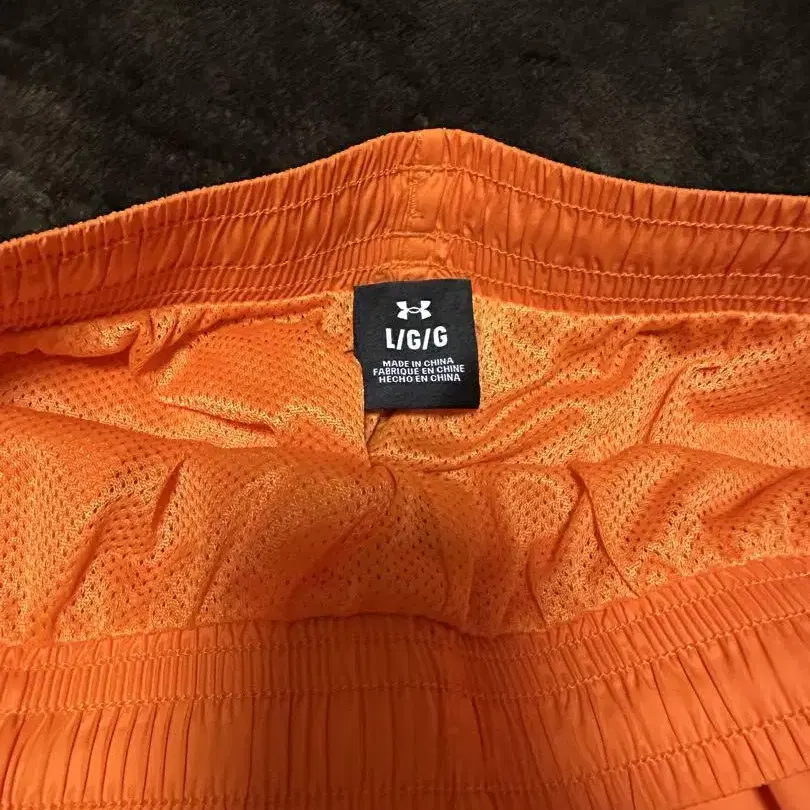 L/G/G
MADE IN CHINA
FABRIQUE EN CHINE
HECHO EN CHINA